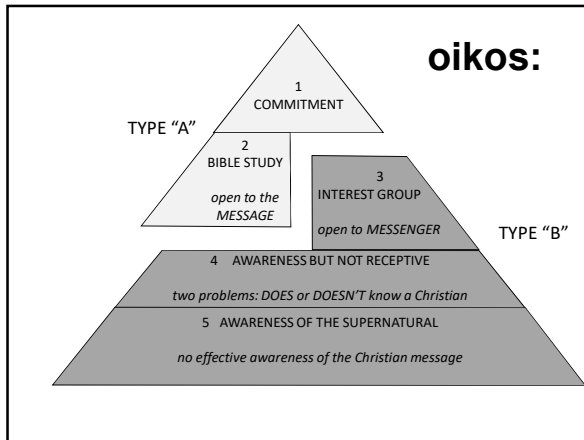 oikos:
1
COMMITMENT
TYPE “A”
2
BIBLE STUDY
open to the
MESSAGE
3
INTEREST GROUP
open to MESSENGER
TYPE “B”
4 AWARENESS BUT NOT RECEPTIVE
two problems: DOES or DOESN’T know a Christian
5 AWARENESS OF THE SUPERNATURAL
no effective awareness of the Christian message